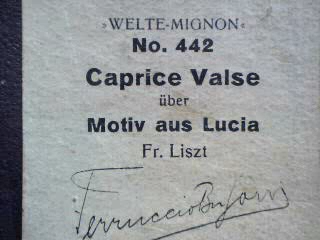 »WELTE-MIGNON«
No. 442
Caprice Valse
über
Motiv aus Lucia
Fr. Liszt
Ferruccio Busoni